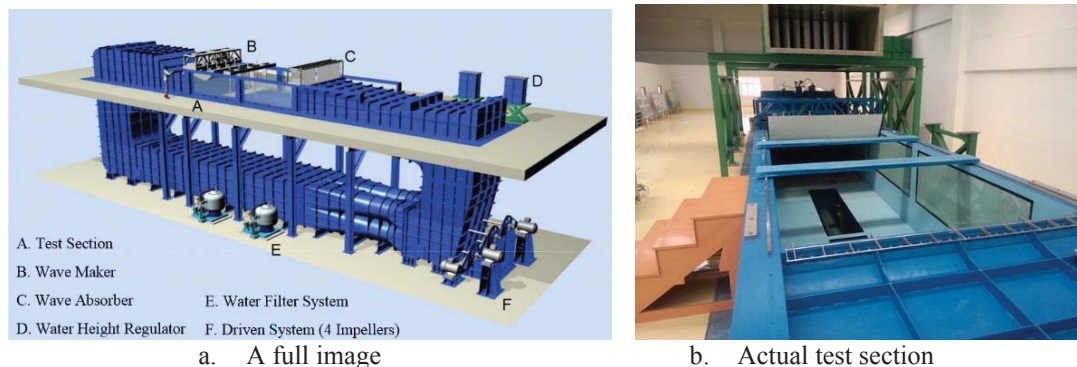 B
C
D
A
A. Test Section
E
B. Wave Maker
C. Wave Absorber
E. Water Filter System
F
D. Water Height Regulator
F. Driven System (4 Impellers)
a. A full image
b. Actual test section